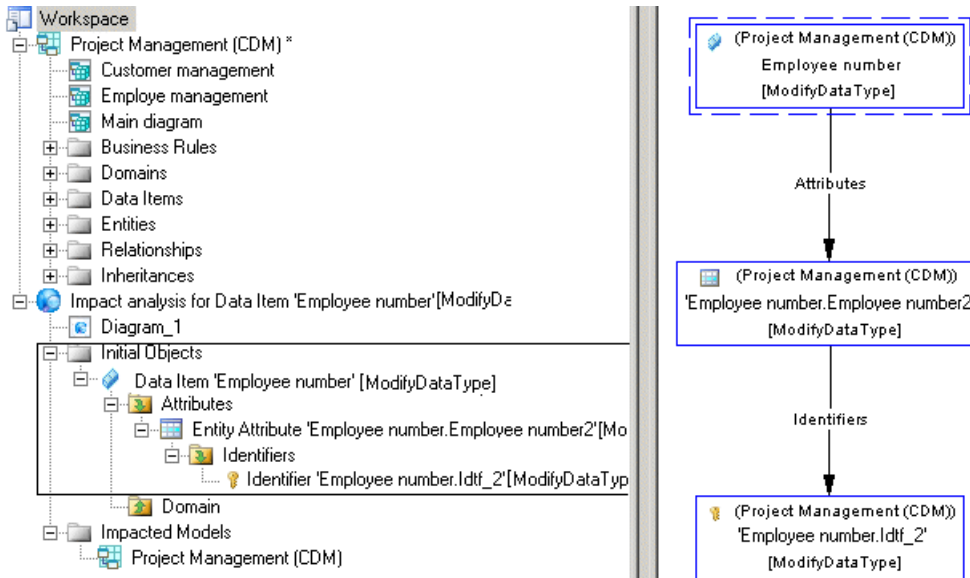 Workspace
Project Management (CDM) *
Customer management
Employe management
Main diagram
Business Rules
Domains
Data Items
Entities
Relationships
Inheritances
Impact analysis for Data Item 'Employee number'[ModifyDa
Diagram_1
Initial Objects
Data Item 'Employee number' [ModifyDataType]
Attributes
Entity Attribute 'Employee number.Employee number2'[Mo
Identifiers
Identifier 'Employee number.Idtf_2'[ModifyDataTyp
Domain
Impacted Models
Project Management (CDM)
(Project Management (CDM))
Employee number
[ModifyDataType]
Attributes
(Project Management (CDM))
'Employee number.Employee number2
[ModifyDataType]
Identifiers
(Project Management (CDM))
'Employee number.Idtf_2'
[ModifyDataType]